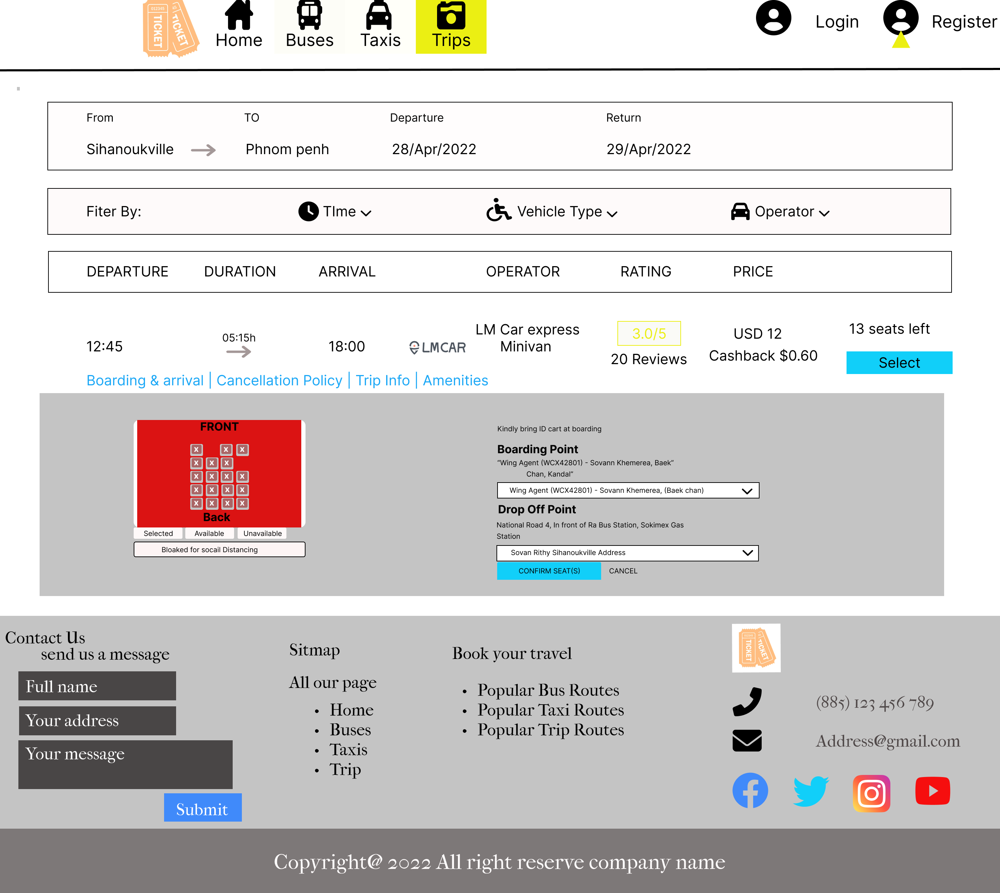 012345
TICKET
45
TICKET
Home
Buses
Taxis
Trips
Login
Register
From
TO
Departure
Return
Sihanoukville
Phnom penh
28/Apr/2022
29/Apr/2022
Fiter By:
TIme
Vehicle Type
Operator
DEPARTURE
DURATION
ARRIVAL
OPERATOR
RATING
PRICE
12:45
05:15h
18:00
LMCAR
LM Car express
Minivan
3.0/5
20 Reviews
USD 12
Cashback $0.60
13 seats left
Select
Boarding & arrival | Cancellation Policy | Trip Info | Amenities
FRONT
X X X
X X X
X X X X
X X X X
X X X X
Back
Selected
Available
Unavailable
Bloaked for socail Distancing
Kindly bring ID cart at boarding
Boarding Point
“Wing Agent (WCX42801) - Sovann Khemerea, Baek”
Chan, Kandal”
Wing Agent (WCX42801) - Sovann Khemerea, (Baek chan)
Drop Off Point
National Road 4, In front of Ra Bus Station, Sokimex Gas
Station
Sovan Rithy Sihanoukville Address
CONFIRM SEAT(S)
CANCEL
Contact Us
send us a message
Full name
Your address
Your message
Submit
Sitmap
All our page
• Home
• Buses
• Taxis
• Trip
Book your travel
• Popular Bus Routes
• Popular Taxi Routes
• Popular Trip Routes
012345
TICKET
45
TICKET
(885) 123 456 789
Address@gmail.com
Copyright@ 2022 All right reserve company name